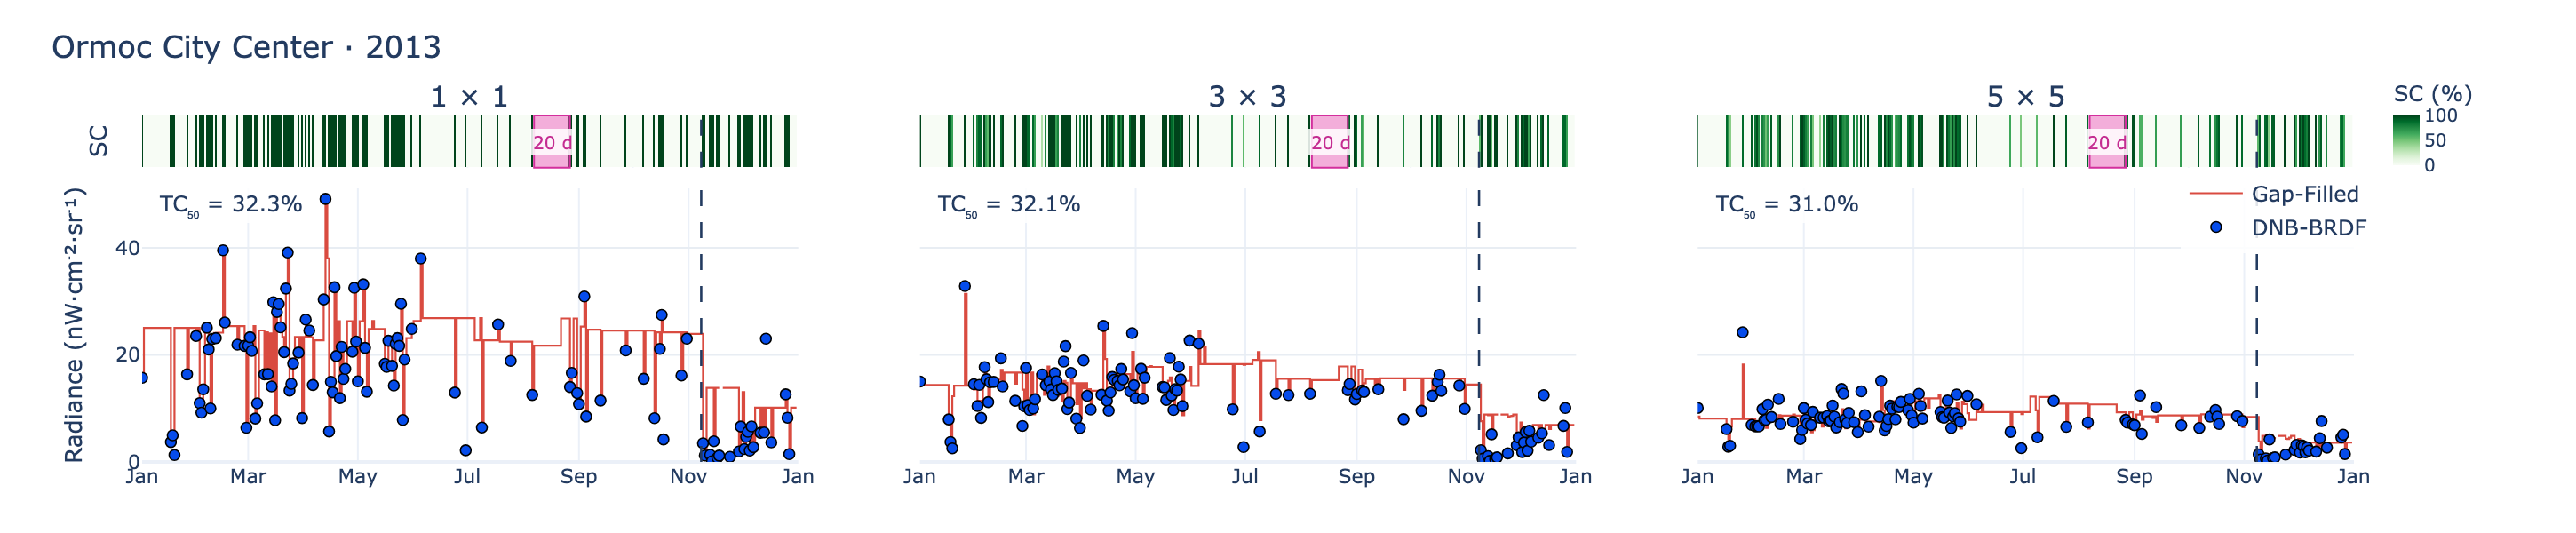 Ormoc City Center · 2013
1 × 1
3 × 3
5 × 5
SC (%)
100
50
0
SC
20 d
20 d
20 d
TC₅₀ = 32.3%
TC₅₀ = 32.1%
TC₅₀ = 31.0%
Gap-Filled
DNB-BRDF
Radiance (nW·cm⁻²·sr⁻¹)
40
20
0
Jan Mar May Jul Sep Nov Jan
Jan Mar May Jul Sep Nov Jan
Jan Mar May Jul Sep Nov Jan